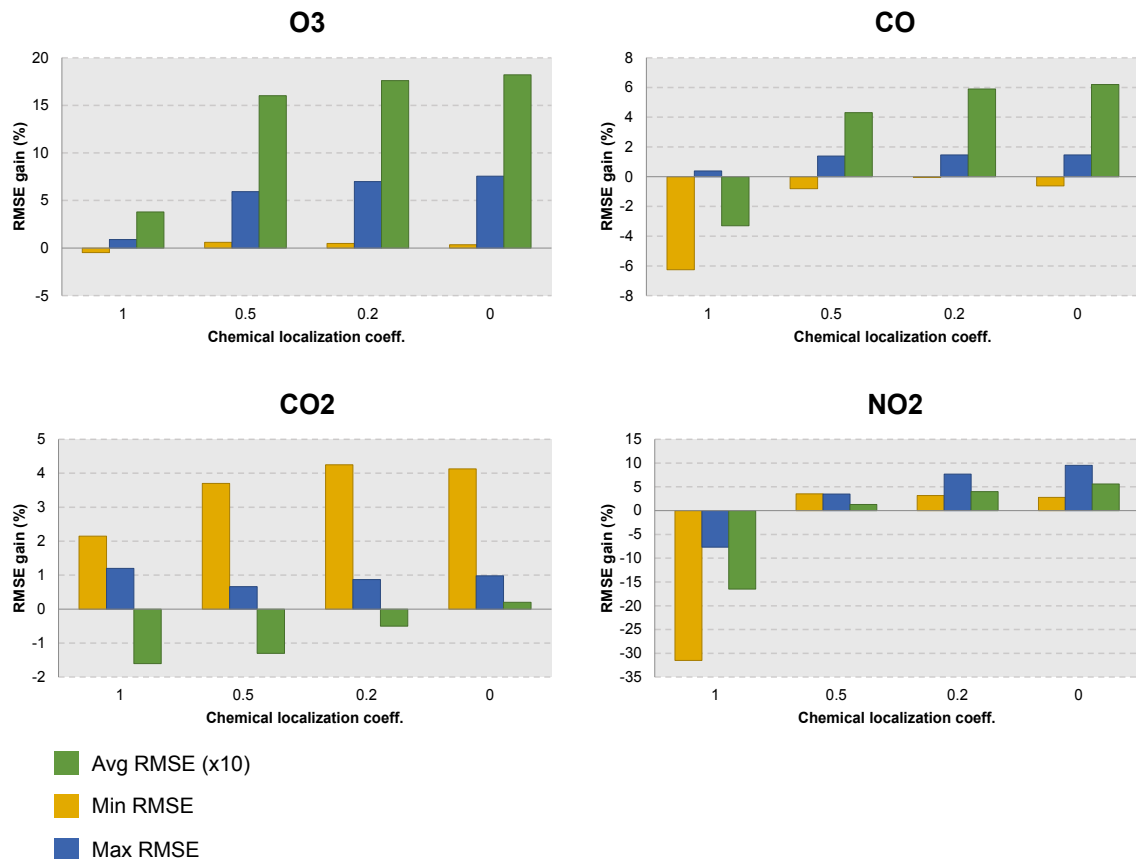 O3
RMSE gain (%)
20
15
10
5
0
-5
1 0.5 0.2 0
Chemical localization coeff.
CO
RMSE gain (%)
8
6
4
2
0
-2
-4
-6
-8
1 0.5 0.2 0
Chemical localization coeff.
CO2
RMSE gain (%)
5
4
3
2
1
0
-1
-2
1 0.5 0.2 0
Chemical localization coeff.
NO2
RMSE gain (%)
15
10
5
0
-5
-10
-15
-20
-25
-30
-35
1 0.5 0.2 0
Chemical localization coeff.
Avg RMSE (x10)
Min RMSE
Max RMSE